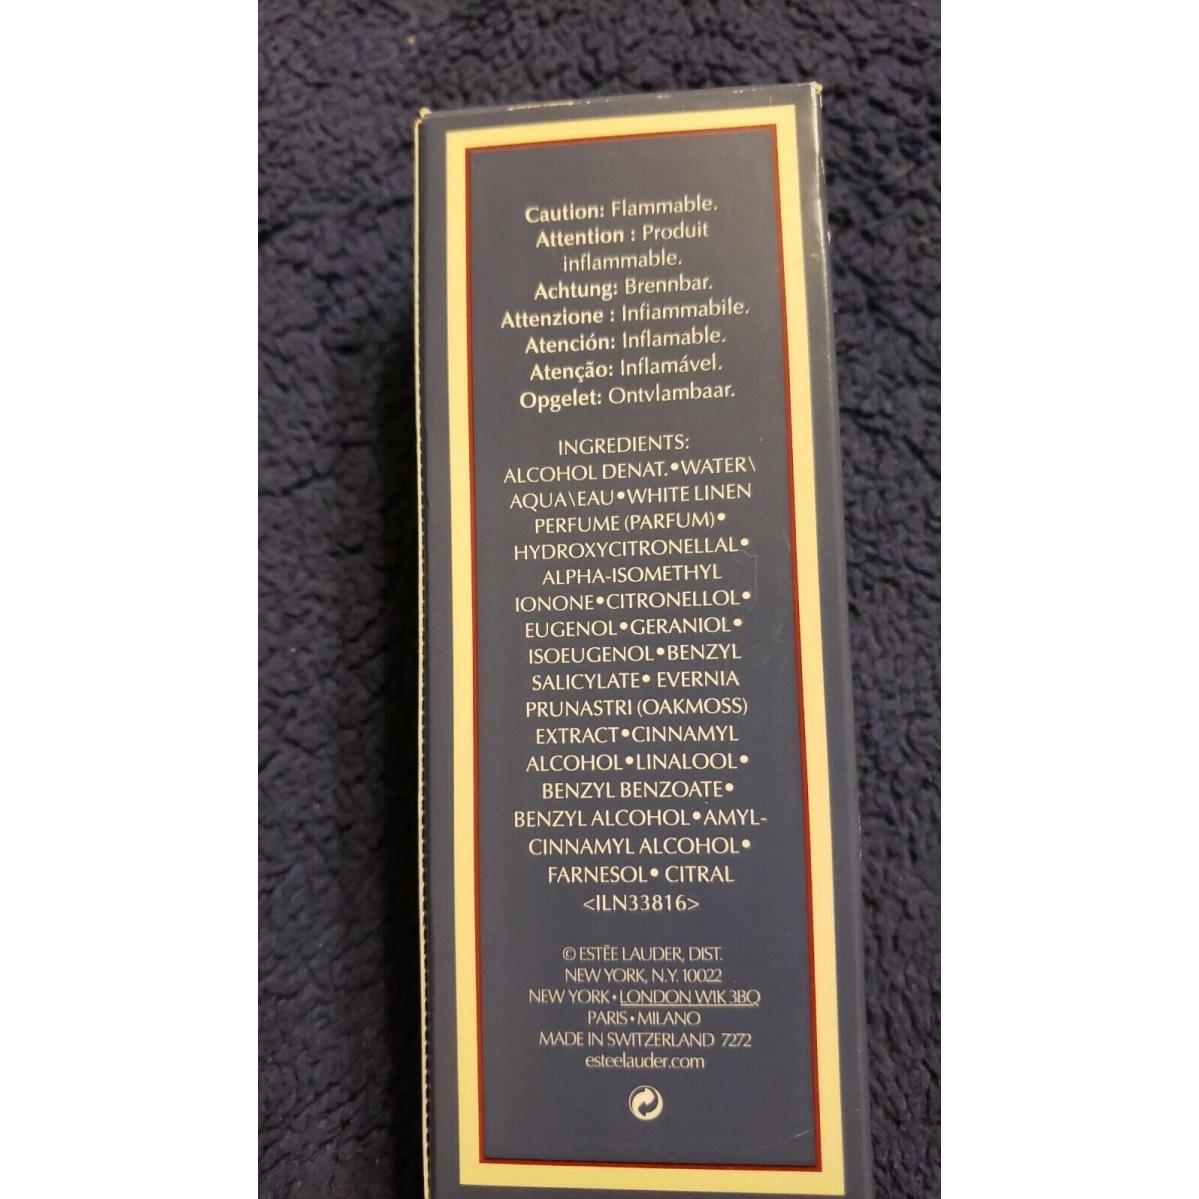 Caution: Flammable.
Attention : Produit
inflammable.
Achtung: Brennbar.
Attenzione : Infiammabile.
Atención: Inflamable.
Atenção: Inflamável.
Opgelet: Ontvlambaar.
INGREDIENTS:
ALCOHOL DENAT.•WATER\
AQUA\EAU•WHITE LINEN
PERFUME (PARFUM)•
HYDROXYCITRONELLAL•
ALPHA-ISOMETHYL
IONONE•CITRONELLOL•
EUGENOL•GERANIOL•
ISOEUGENOL•BENZYL
SALICYLATE• EVERNIA
PRUNASTRI (OAKMOSS)
EXTRACT•CINNAMYL
ALCOHOL•LINALOOL•
BENZYL BENZOATE•
BENZYL ALCOHOL•AMYL-
CINNAMYL ALCOHOL•
FARNESOL• CITRAL
<ILN33816>
© ESTĒE LAUDER, DIST.
NEW YORK, N.Y. 10022
NEW YORK • LONDON W1K 3BQ
PARIS • MILANO
MADE IN SWITZERLAND 7272
esteelauder.com